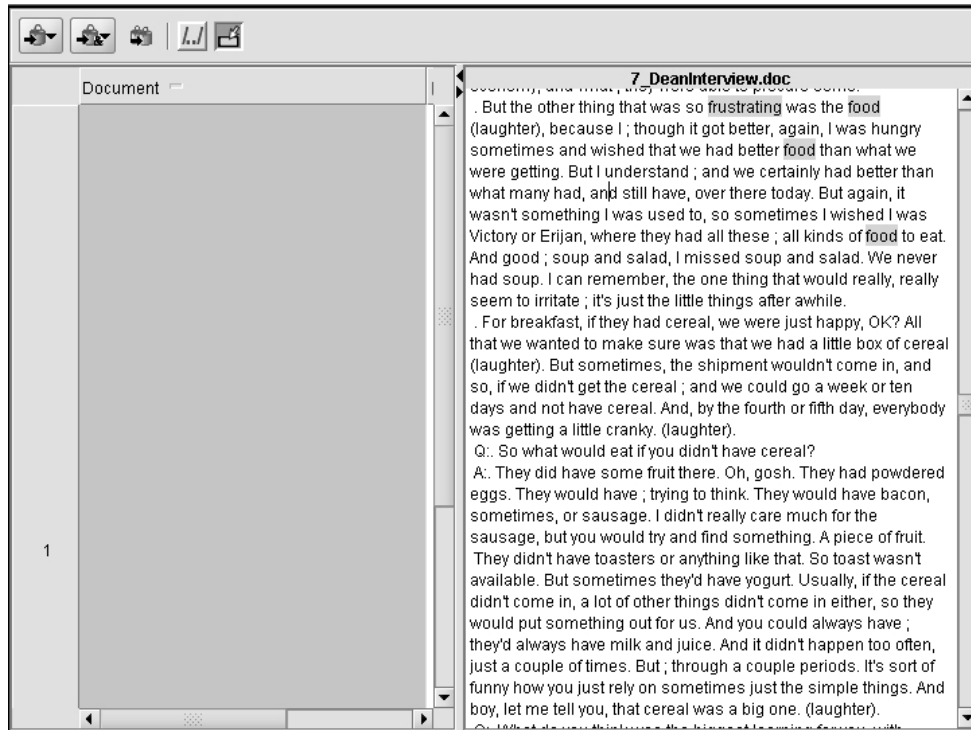 /../
Document
7_DeanInterview.doc
. But the other thing that was so frustrating was the food
(laughter), because I ; though it got better, again, I was hungry
sometimes and wished that we had better food than what we
were getting. But I understand ; and we certainly had better than
what many had, and still have, over there today. But again, it
wasn't something I was used to, so sometimes I wished I was
Victory or Erijan, where they had all these ; all kinds of food to eat.
And good ; soup and salad, I missed soup and salad. We never
had soup. I can remember, the one thing that would really, really
seem to irritate ; it's just the little things after awhile.
. For breakfast, if they had cereal, we were just happy, OK? All
that we wanted to make sure was that we had a little box of cereal
(laughter). But sometimes, the shipment wouldn't come in, and
so, if we didn't get the cereal ; and we could go a week or ten
days and not have cereal. And, by the fourth or fifth day, everybody
was getting a little cranky. (laughter).
Q:. So what would eat if you didn't have cereal?
A:. They did have some fruit there. Oh, gosh. They had powdered
eggs. They would have ; trying to think. They would have bacon,
sometimes, or sausage. I didn't really care much for the
sausage, but you would try and find something. A piece of fruit.
They didn't have toasters or anything like that. So toast wasn't
available. But sometimes they'd have yogurt. Usually, if the cereal
didn't come in, a lot of other things didn't come in either, so they
would put something out for us. And you could always have ;
they'd always have milk and juice. And it didn't happen too often,
just a couple of times. But ; through a couple periods. It's sort of
funny how you just rely on sometimes just the simple things. And
boy, let me tell you, that cereal was a big one. (laughter).
1